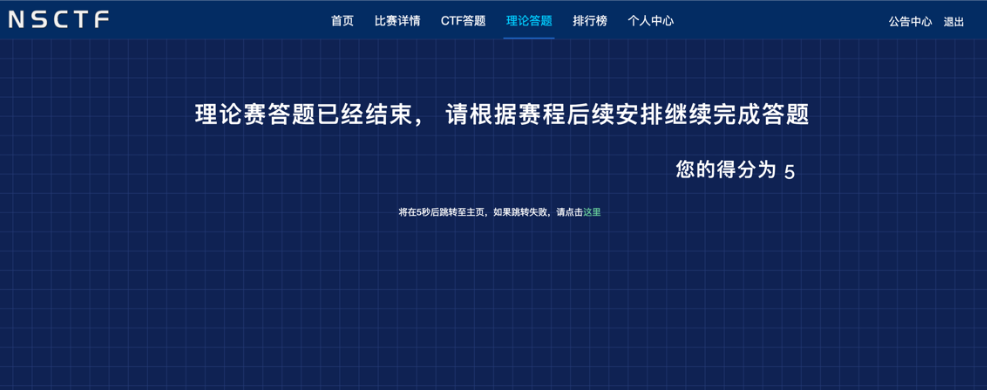 NSCTF 首页 比赛详情 CTF答题 理论答题 排行榜 个人中心 公告中心 退出
理论赛答题已经结束， 请根据赛程后续安排继续完成答题
您的得分为 5
将在5秒后跳转至主页，如果跳转失败，请点击这里